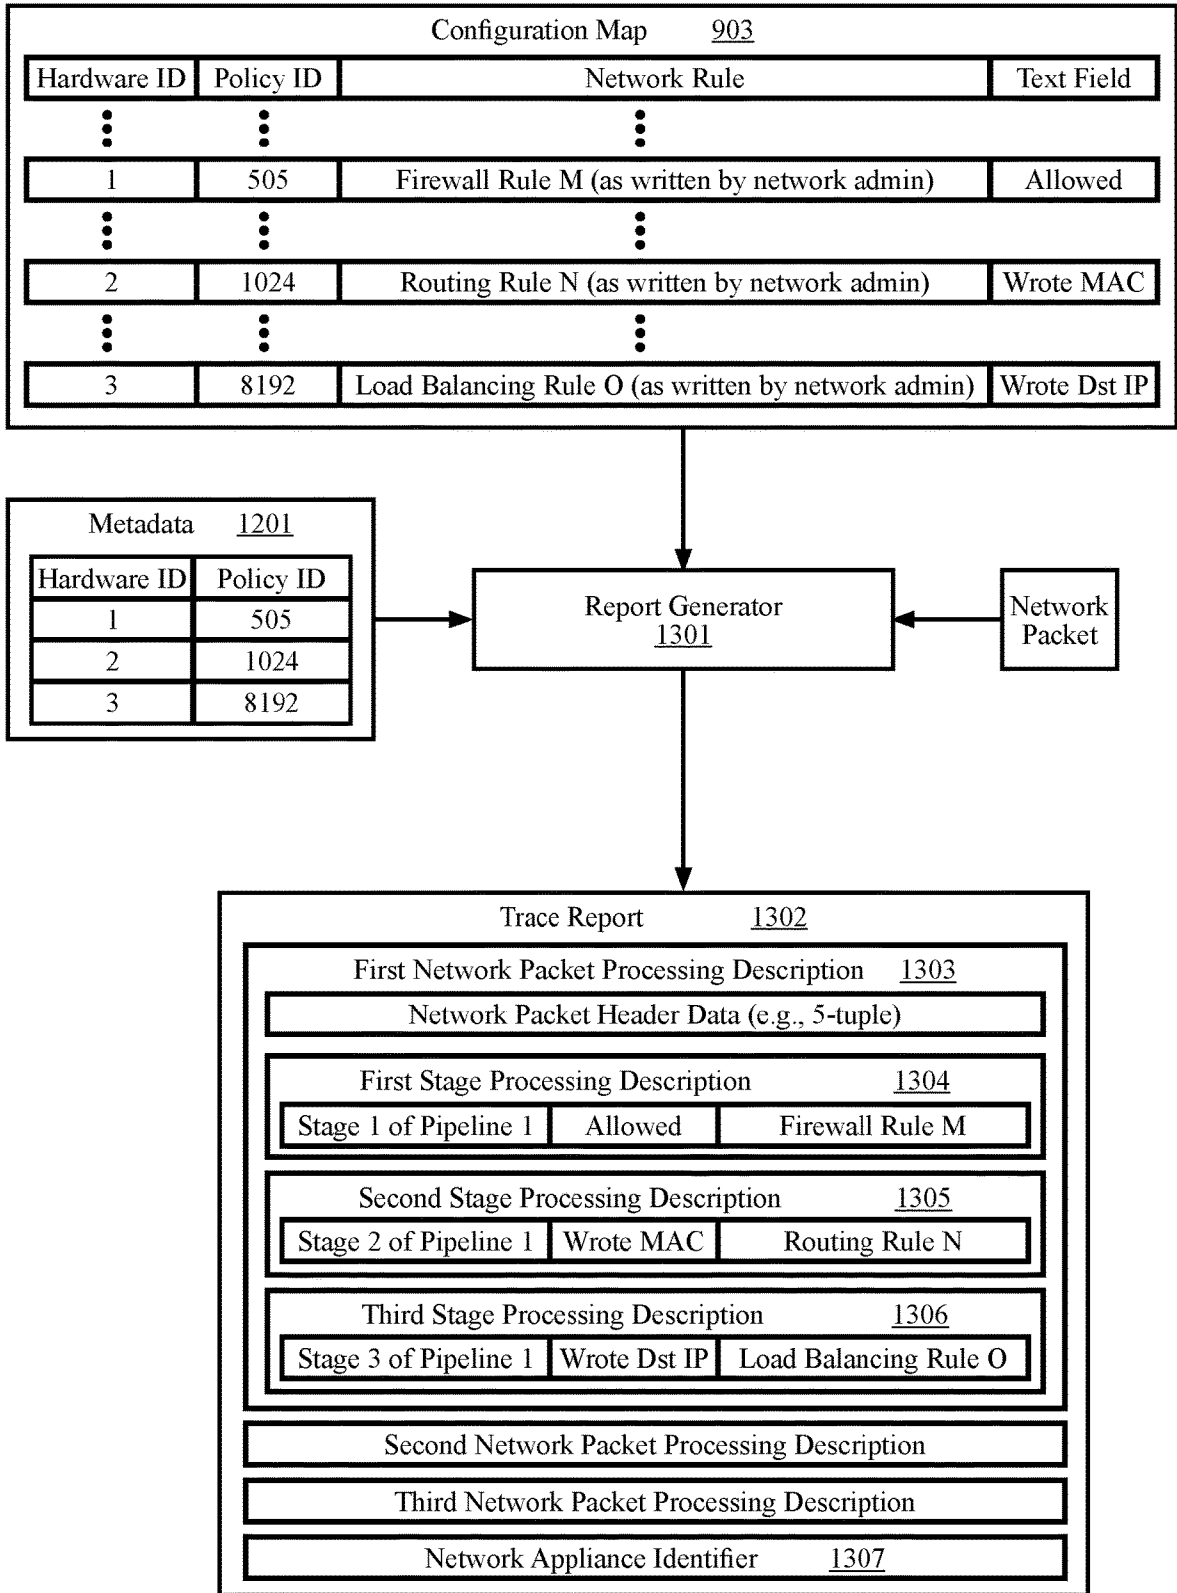 Configuration Map 903
Hardware ID Policy ID Network Rule Text Field
1 505 Firewall Rule M (as written by network admin) Allowed
2 1024 Routing Rule N (as written by network admin) Wrote MAC
3 8192 Load Balancing Rule O (as written by network admin) Wrote Dst IP
Metadata 1201
Hardware ID Policy ID
1 505
2 1024
3 8192
Report Generator
1301
Network
Packet
Trace Report 1302
First Network Packet Processing Description 1303
Network Packet Header Data (e.g., 5-tuple)
First Stage Processing Description 1304
Stage 1 of Pipeline 1 Allowed Firewall Rule M
Second Stage Processing Description 1305
Stage 2 of Pipeline 1 Wrote MAC Routing Rule N
Third Stage Processing Description 1306
Stage 3 of Pipeline 1 Wrote Dst IP Load Balancing Rule O
Second Network Packet Processing Description
Third Network Packet Processing Description
Network Appliance Identifier 1307